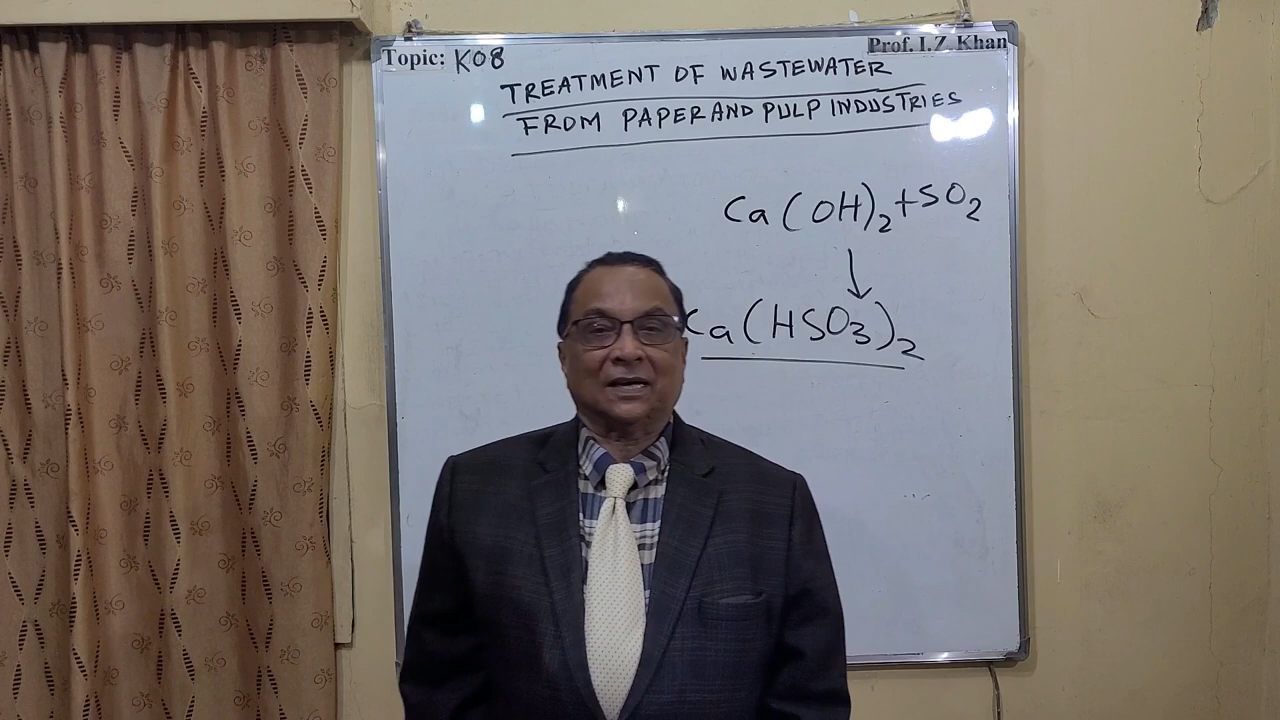 Topic: K08
Prof. I.Z. Khan
TREATMENT OF WASTEWATER
FROM PAPER AND PULP INDUSTRIES
Ca(OH)₂+SO₂
↓
Ca(HSO₃)₂